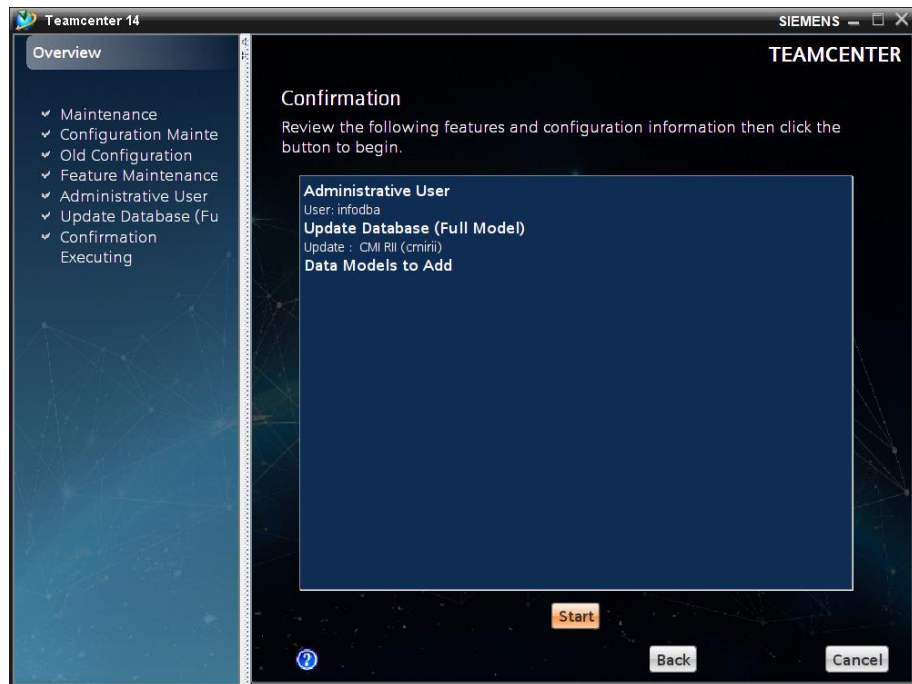 Teamcenter 14
SIEMENS
Overview
TEAMCENTER
Maintenance
Configuration Mainte
Old Configuration
Feature Maintenance
Administrative User
Update Database (Fu
Confirmation
Executing
Confirmation
Review the following features and configuration information then click the
button to begin.
Administrative User
User: infodba
Update Database (Full Model)
Update : CMI RII (cmirii)
Data Models to Add
Start
Back
Cancel